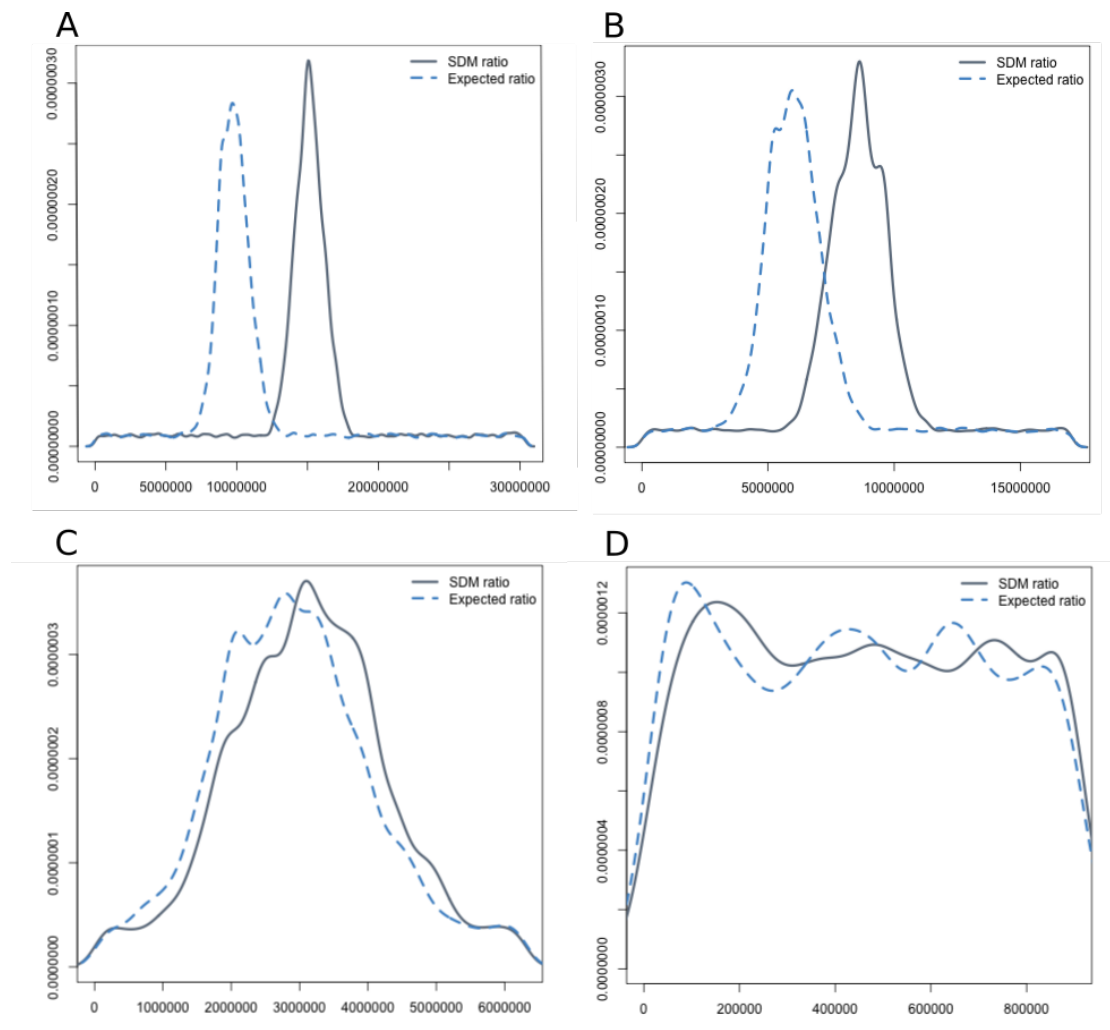 A
SDM ratio
Expected ratio
0.00000030
0.00000020
0.00000010
0.00000000
0 5000000 10000000 20000000 30000000
B
SDM ratio
Expected ratio
0.00000030
0.00000020
0.00000010
0.00000000
0 5000000 10000000 15000000
C
SDM ratio
Expected ratio
0.0000003
0.0000002
0.0000001
0.0000000
0 1000000 2000000 3000000 4000000 5000000 6000000
D
SDM ratio
Expected ratio
0.0000012
0.0000008
0.0000004
0.0000000
0 200000 400000 600000 800000